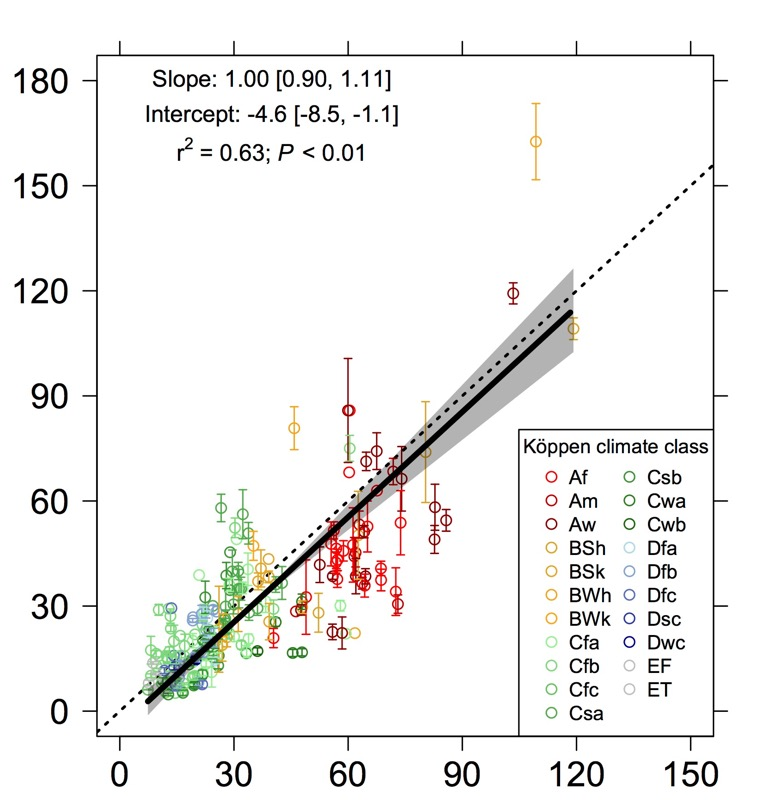 Slope: 1.00 [0.90, 1.11]
Intercept: -4.6 [-8.5, -1.1]
r² = 0.63; P < 0.01
180
150
120
90
60
30
0
Köppen climate class
Af Csb
Am Cwa
Aw Cwb
BSh Dfa
BSk Dfb
BWh Dfc
BWk Dsc
Cfa Dwc
Cfb EF
Cfc ET
Csa
0 30 60 90 120 150